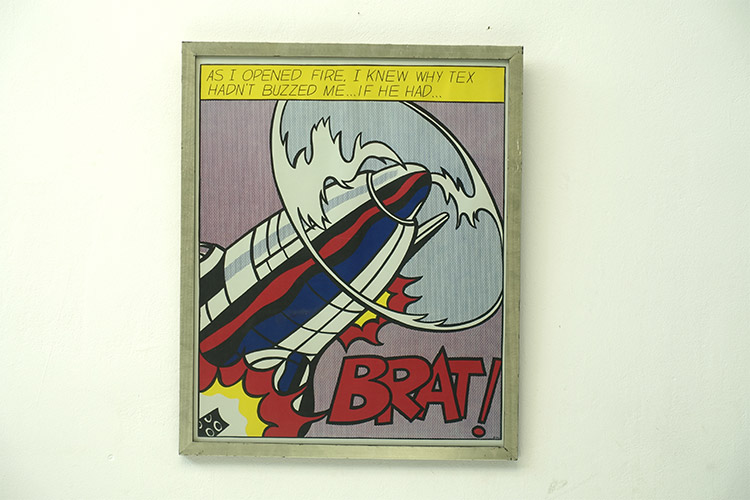 AS I OPENED FIRE, I KNEW WHY TEX
HADN'T BUZZED ME...IF HE HAD...
BRAT!